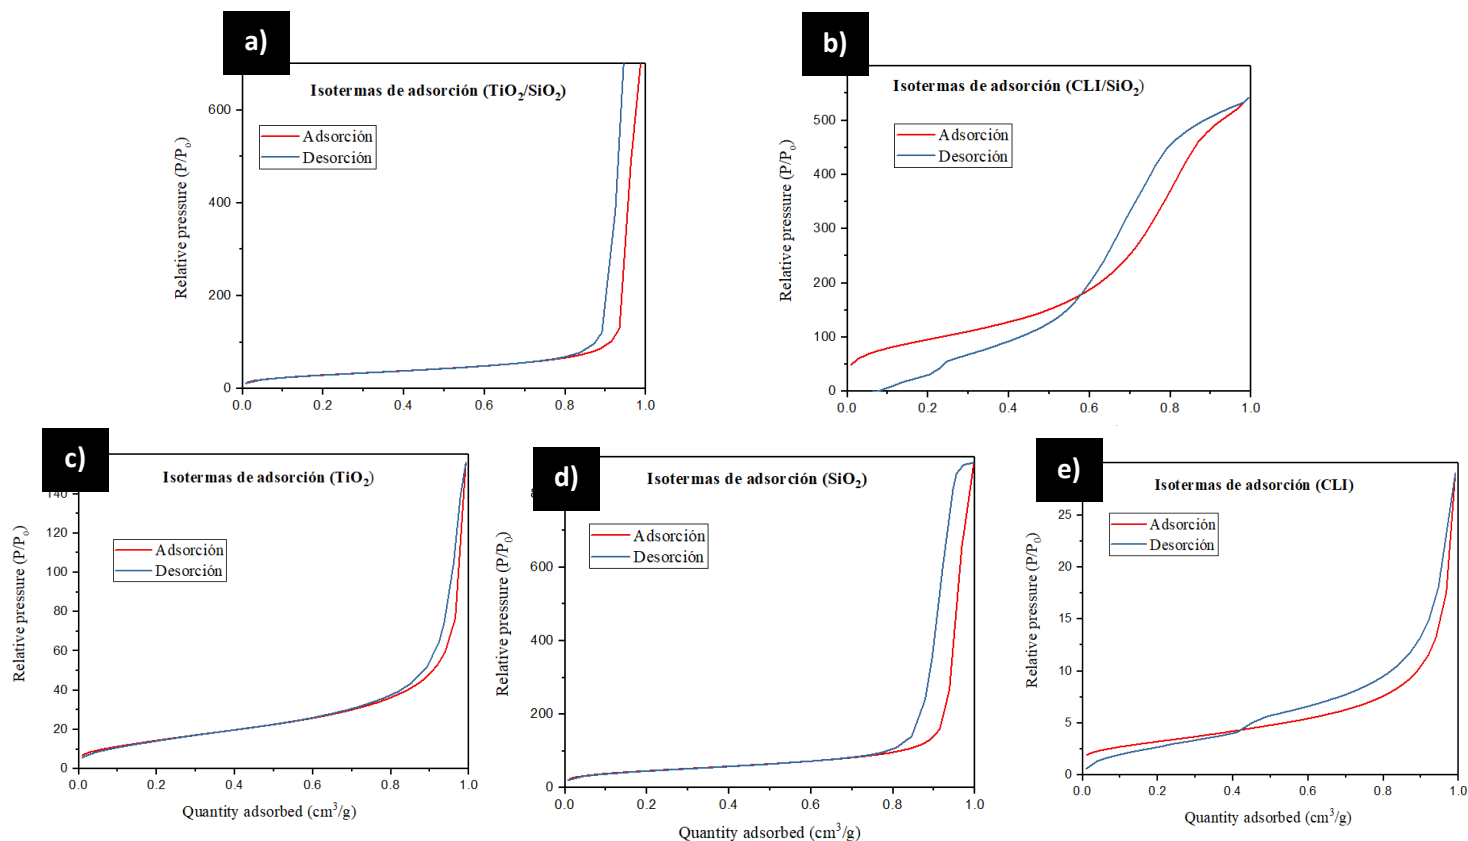 a)
Isotermas de adsorción (TiO₂/SiO₂)
Adsorción
Desorción
Relative pressure (P/Pₒ)
600
400
200
0
0.0 0.2 0.4 0.6 0.8 1.0
b)
Isotermas de adsorción (CLI/SiO₂)
Adsorción
Desorción
Relative pressure (P/Pₒ)
500
400
300
200
100
0
0.0 0.2 0.4 0.6 0.8 1.0
c)
Isotermas de adsorción (TiO₂)
Adsorción
Desorción
Relative pressure (P/Pₒ)
140
120
100
80
60
40
20
0
0.0 0.2 0.4 0.6 0.8 1.0
Quantity adsorbed (cm³/g)
d)
Isotermas de adsorción (SiO₂)
Adsorción
Desorción
Relative pressure (P/P₀)
600
400
200
0
0.0 0.2 0.4 0.6 0.8 1.0
Quantity adsorbed (cm³/g)
e)
Isotermas de adsorción (CLI)
Adsorción
Desorción
Relative pressure (P/P₀)
25
20
15
10
5
0
0.0 0.2 0.4 0.6 0.8 1.0
Quantity adsorbed (cm³/g)